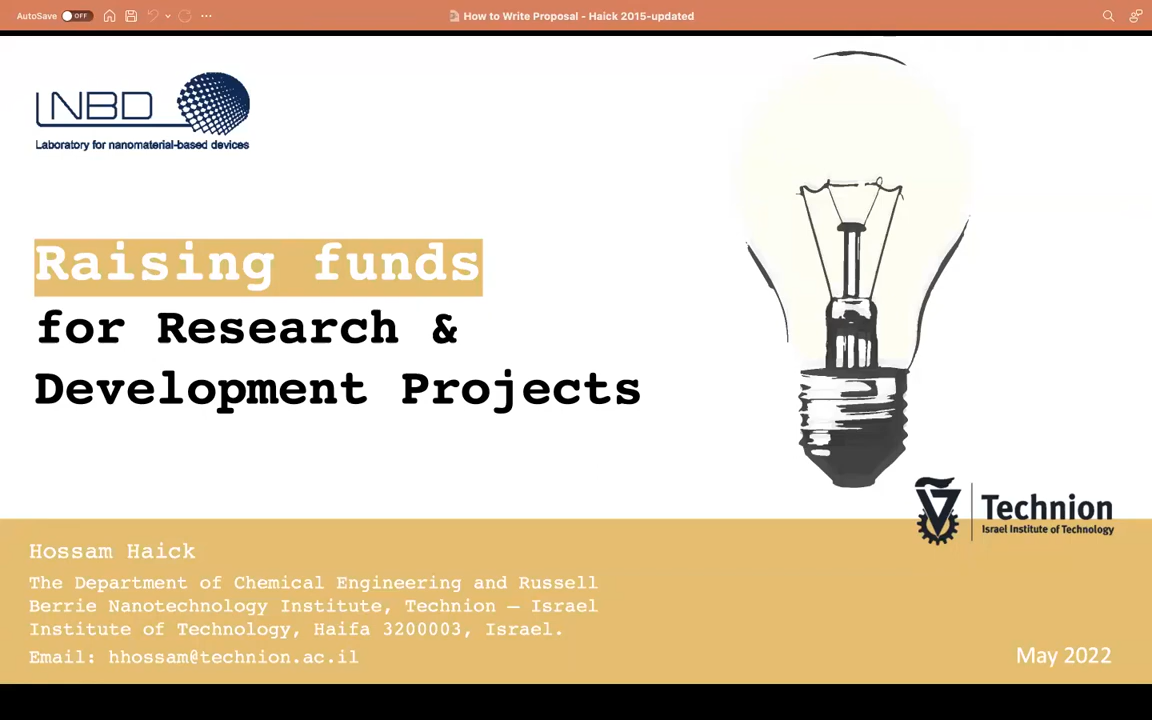 AutoSave OFF
How to Write Proposal - Haick 2015-updated
LNBD
Laboratory for nanomaterial-based devices
Raising funds
for Research &
Development Projects
Technion
Israel Institute of Technology
Hossam Haick
The Department of Chemical Engineering and Russell
Berrie Nanotechnology Institute, Technion – Israel
Institute of Technology, Haifa 3200003, Israel.
Email: hhossam@technion.ac.il
May 2022